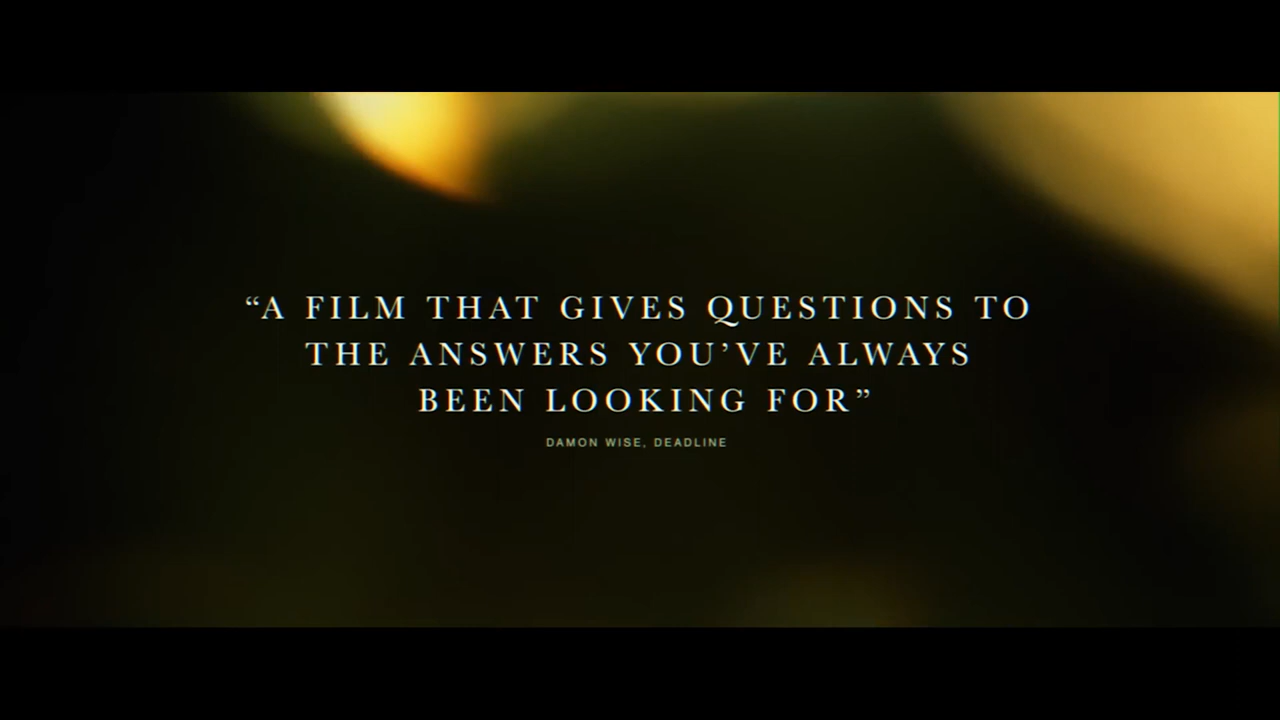 “A FILM THAT GIVES QUESTIONS TO
THE ANSWERS YOU’VE ALWAYS
BEEN LOOKING FOR”
DAMON WISE, DEADLINE